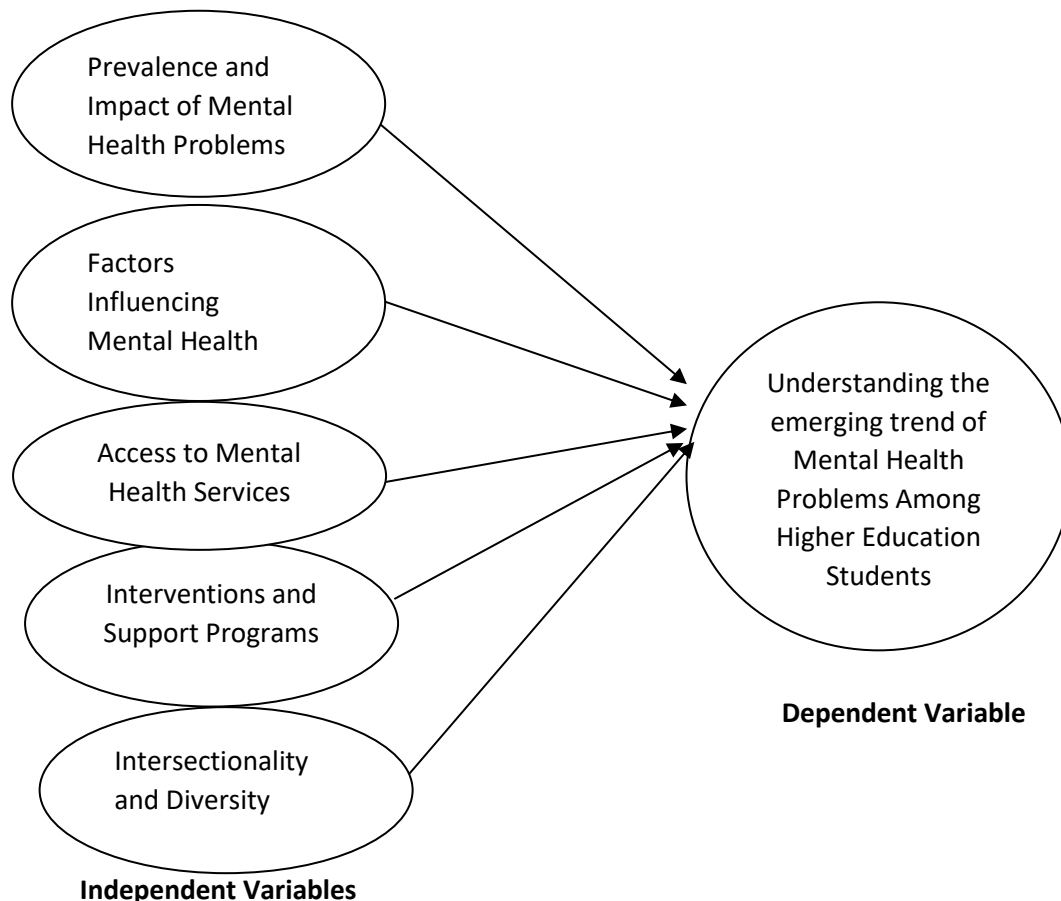 Prevalence and
Impact of Mental
Health Problems
Factors
Influencing
Mental Health
Access to Mental
Health Services
Interventions and
Support Programs
Intersectionality
and Diversity
Independent Variables
Understanding the
emerging trend of
Mental Health
Problems Among
Higher Education
Students
Dependent Variable